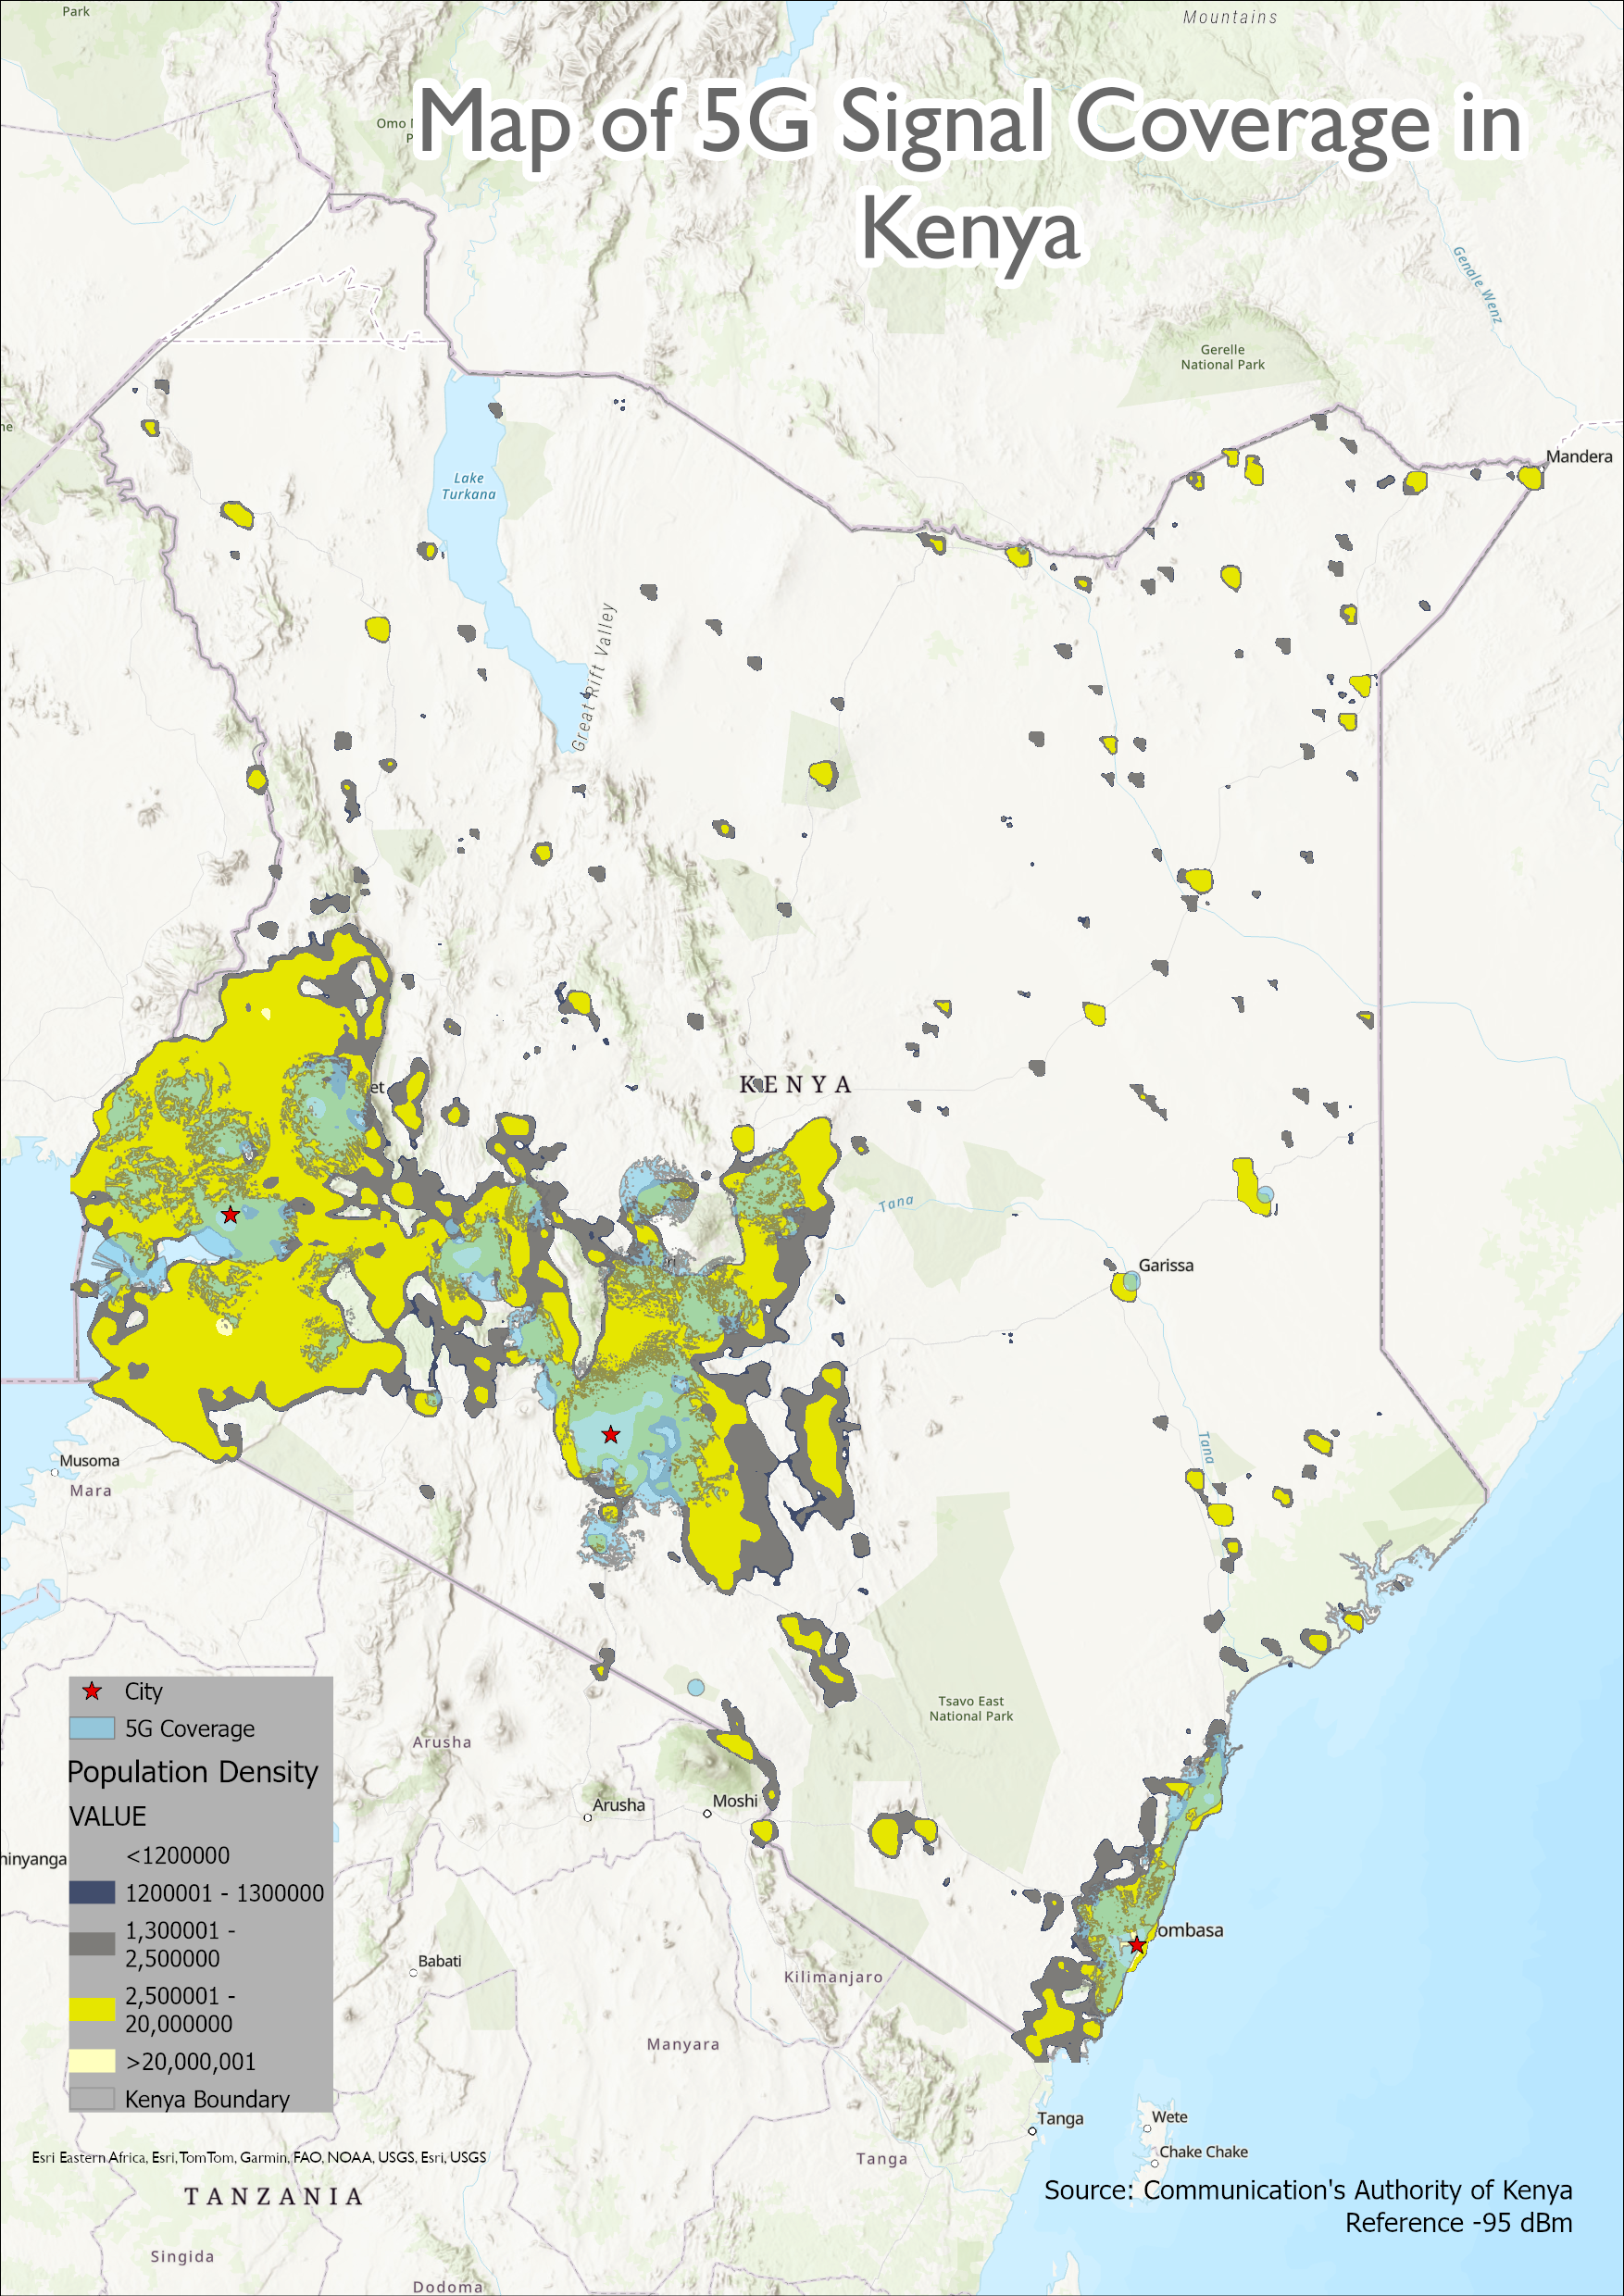 Park
Mountains
Map of 5G Signal Coverage in
Kenya
Omo
P
Genale Wenz
Gerelle
National Park
ne
Mandera
Lake
Turkana
Great Rift Valley
et
KENYA
Tana
Garissa
Musoma
Mara
Tana
City
5G Coverage
Population Density
VALUE
<1200000
1200001 - 1300000
1,300001 -
2,500000
2,500001 -
20,000000
>20,000,001
Kenya Boundary
Tsavo East
National Park
Arusha
Arusha
Moshi
hinyanga
ombasa
Babati
Kilimanjaro
Manyara
Tanga
Wete
Chake Chake
Tanga
Esri Eastern Africa, Esri, TomTom, Garmin, FAO, NOAA, USGS, Esri, USGS
TANZANIA
Source: Communication's Authority of Kenya
Reference -95 dBm
Singida
Dodoma